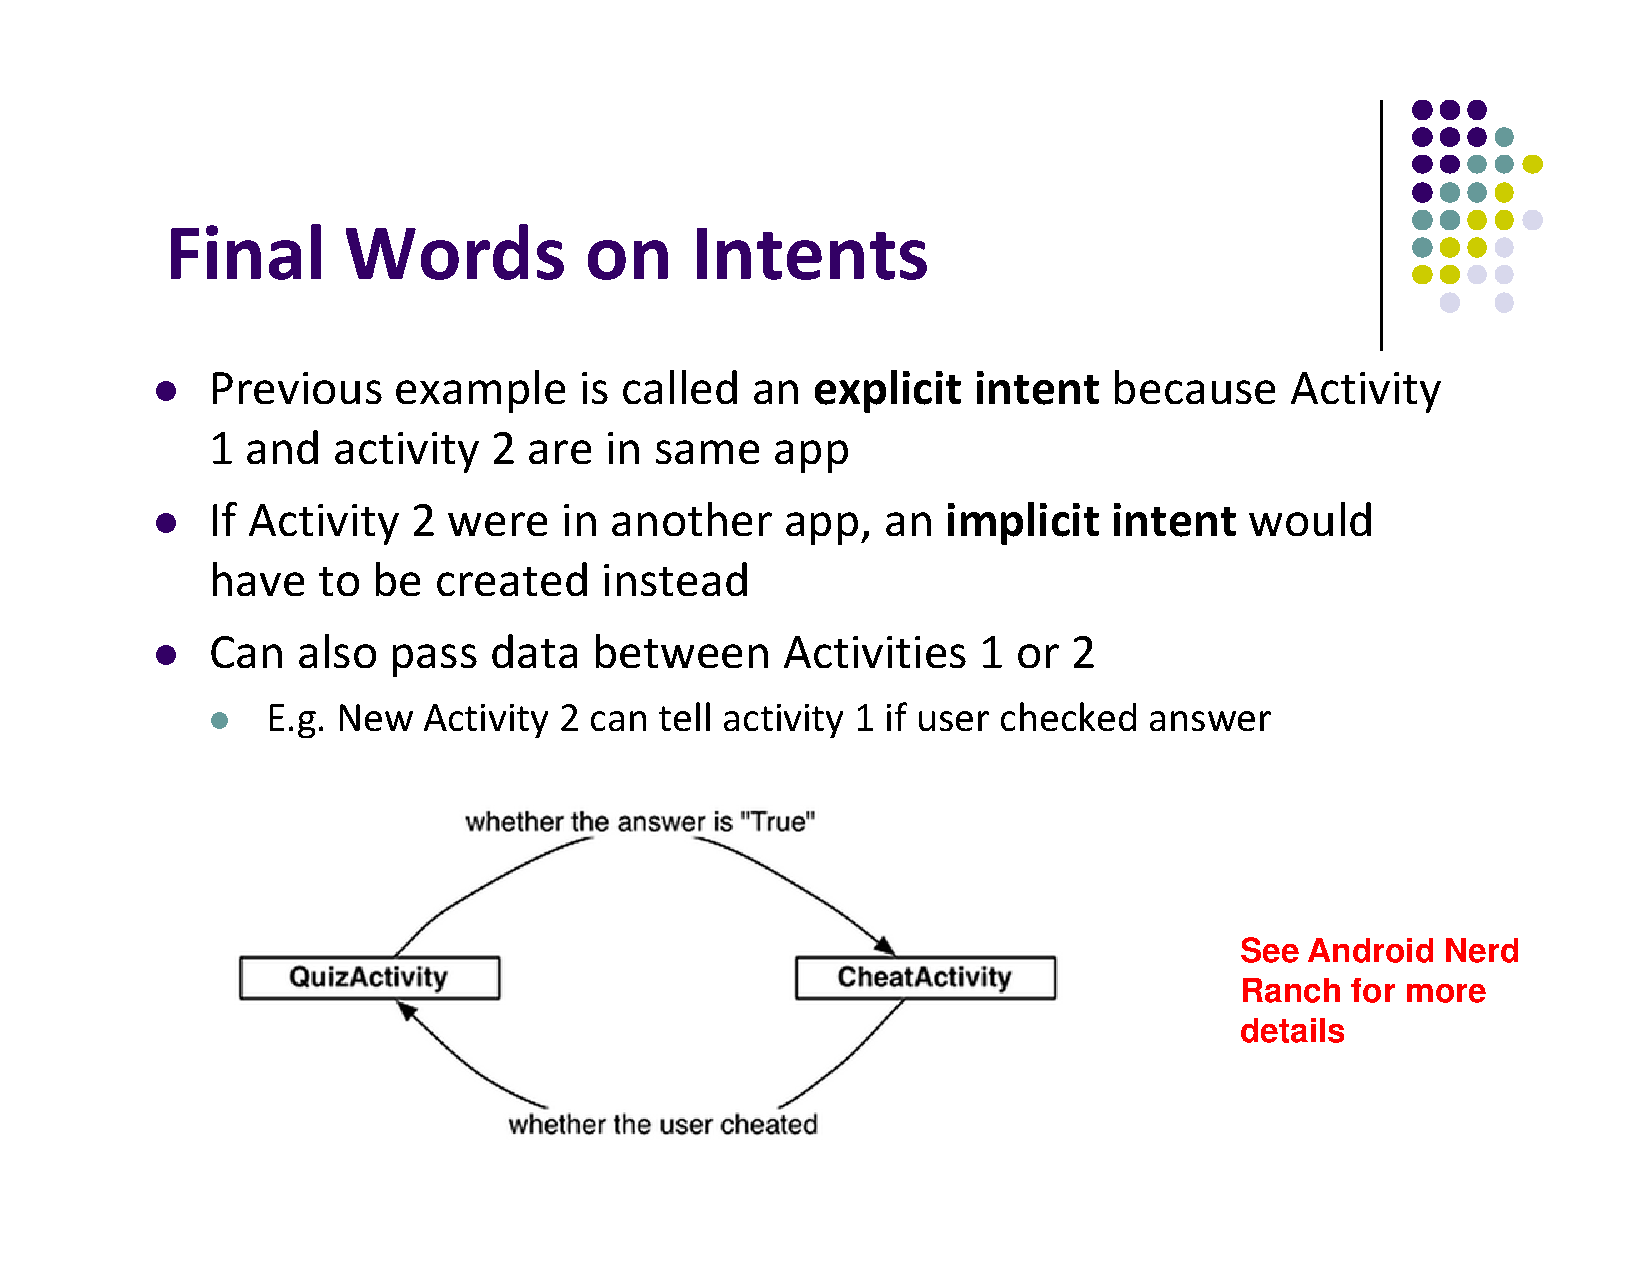 Final Words on Intents
Previous example is called an explicit intent because Activity
1 and activity 2 are in same app
If Activity 2 were in another app, an implicit intent would
have to be created instead
Can also pass data between Activities 1 or 2
E.g. New Activity 2 can tell activity 1 if user checked answer
whether the answer is "True"
QuizActivity
CheatActivity
whether the user cheated
See Android Nerd
Ranch for more
details